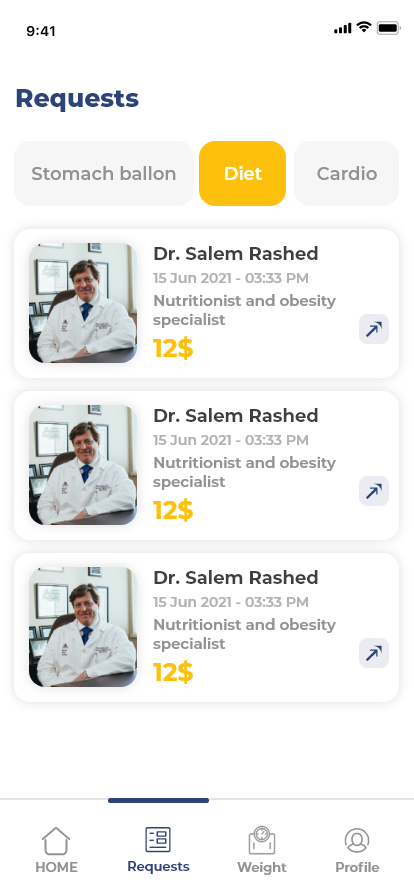 9:41
Requests
Stomach ballon
Diet
Cardio
Dr. Salem Rashed
15 Jun 2021 - 03:33 PM
Nutritionist and obesity
specialist
12$
Dr. Salem Rashed
15 Jun 2021 - 03:33 PM
Nutritionist and obesity
specialist
12$
Dr. Salem Rashed
15 Jun 2021 - 03:33 PM
Nutritionist and obesity
specialist
12$
HOME
Requests
Weight
Profile